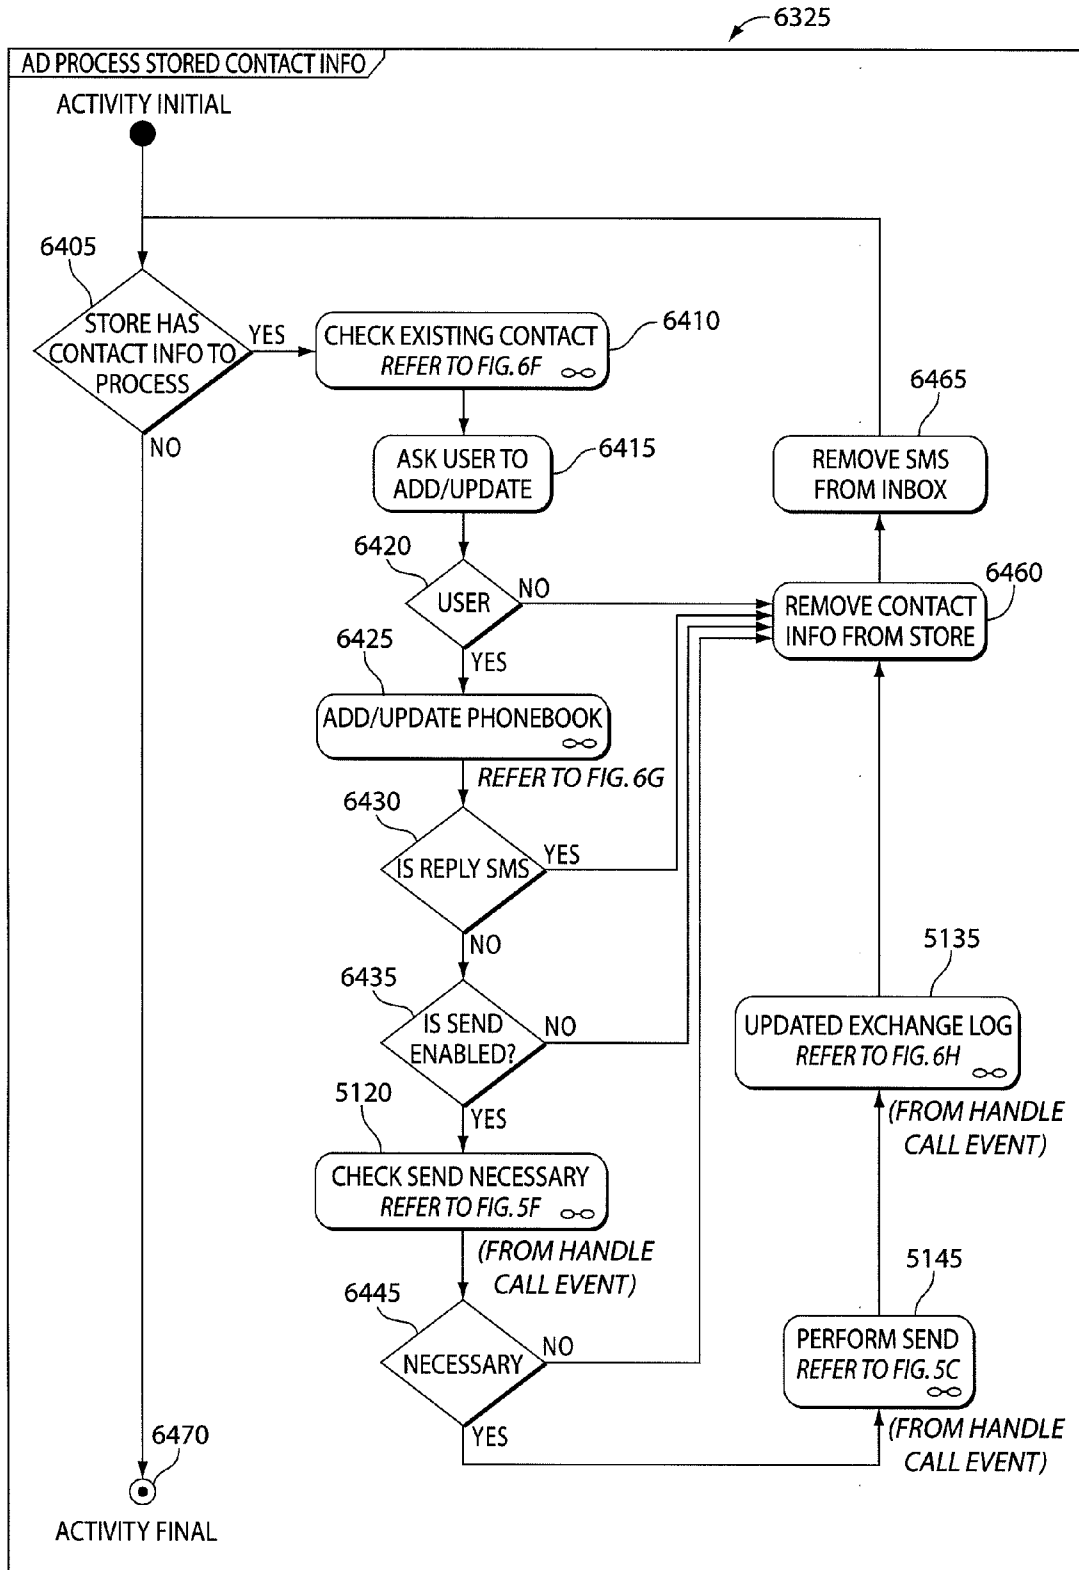 6325
AD PROCESS STORED CONTACT INFO
ACTIVITY INITIAL
6405
STORE HAS
CONTACT INFO TO
PROCESS
YES
NO
CHECK EXISTING CONTACT
REFER TO FIG. 6F
6410
ASK USER TO
ADD/UPDATE
6415
6465
REMOVE SMS
FROM INBOX
6420
USER
NO
YES
6460
REMOVE CONTACT
INFO FROM STORE
6425
ADD/UPDATE PHONEBOOK
REFER TO FIG. 6G
6430
IS REPLY SMS
YES
NO
6435
IS SEND
ENABLED?
NO
YES
5135
UPDATED EXCHANGE LOG
REFER TO FIG. 6H
(FROM HANDLE
CALL EVENT)
5120
CHECK SEND NECESSARY
REFER TO FIG. 5F
(FROM HANDLE
CALL EVENT)
6445
NECESSARY
NO
YES
5145
PERFORM SEND
REFER TO FIG. 5C
(FROM HANDLE
CALL EVENT)
6470
ACTIVITY FINAL